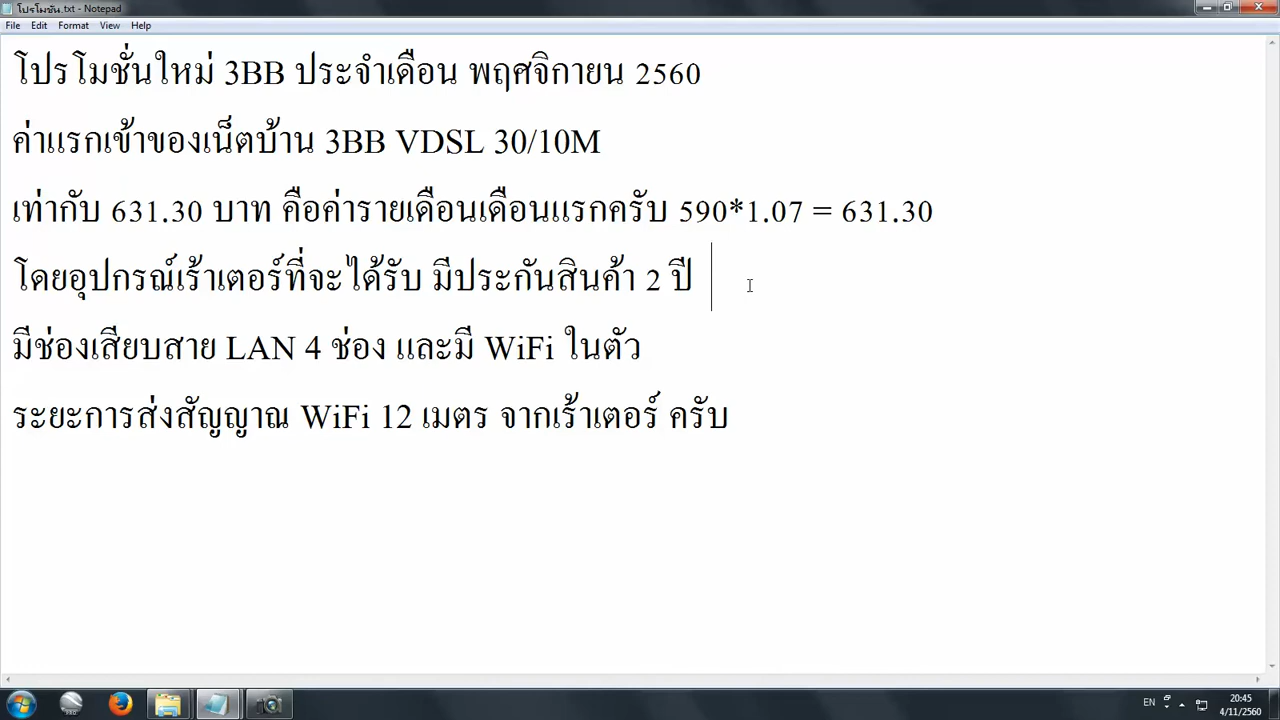 โปรโมชั่น.txt - Notepad
File Edit Format View Help
โปรโมชั่นใหม่ 3BB ประจำเดือน พฤศจิกายน 2560
ค่าแรกเข้าของเน็ตบ้าน 3BB VDSL 30/10M
เท่ากับ 631.30 บาท คือค่ารายเดือนเดือนแรกครับ 590*1.07 = 631.30
โดยอุปกรณ์เร้าเตอร์ที่จะได้รับ มีประกันสินค้า 2 ปี
มีช่องเสียบสาย LAN 4 ช่อง และมี WiFi ในตัว
ระยะการส่งสัญญาณ WiFi 12 เมตร จากเร้าเตอร์ ครับ
EN
20:45
4/11/2560